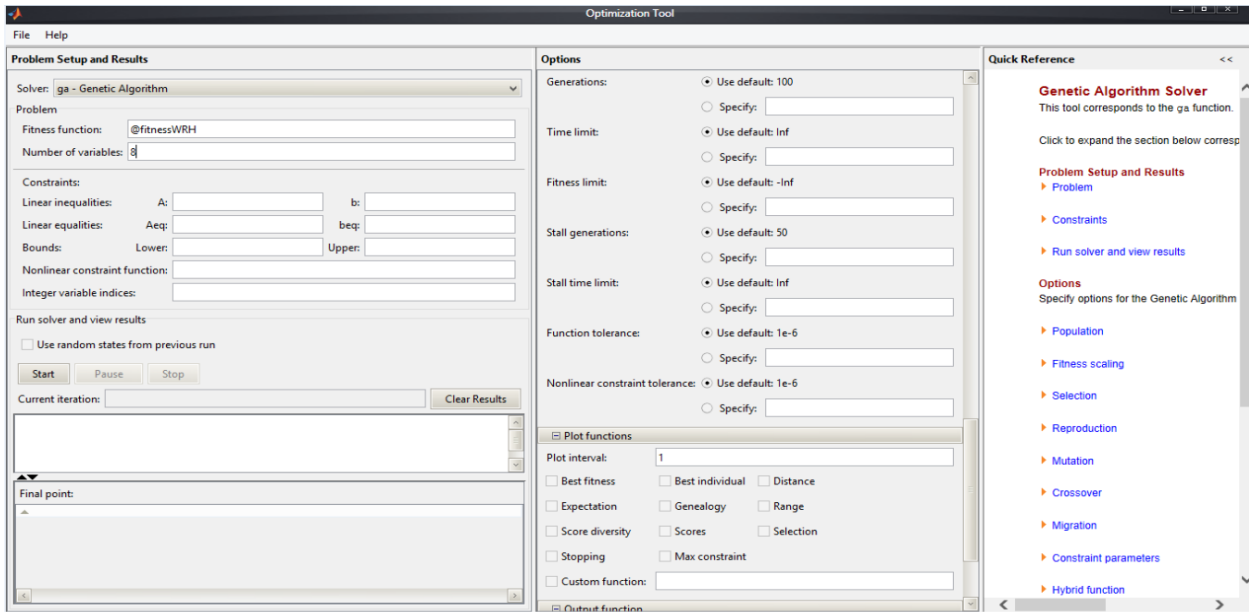 Optimization Tool
File Help
Problem Setup and Results
Solver: ga - Genetic Algorithm
Problem
Fitness function: @fitnessWRH
Number of variables: 8
Constraints:
Linear inequalities: A: b:
Linear equalities: Aeq: beq:
Bounds: Lower: Upper:
Nonlinear constraint function:
Integer variable indices:
Run solver and view results
Use random states from previous run
Start Pause Stop
Current iteration: Clear Results
Final point:
Options
Generations: Use default: 100
Specify:
Time limit: Use default: Inf
Specify:
Fitness limit: Use default: -Inf
Specify:
Stall generations: Use default: 50
Specify:
Stall time limit: Use default: Inf
Specify:
Function tolerance: Use default: 1e-6
Specify:
Nonlinear constraint tolerance: Use default: 1e-6
Specify:
Plot functions
Plot interval: 1
Best fitness Best individual Distance
Expectation Genealogy Range
Score diversity Scores Selection
Stopping Max constraint
Custom function:
Output function
Quick Reference <<
Genetic Algorithm Solver
This tool corresponds to the ga function.
Click to expand the section below corresp
Problem Setup and Results
Problem
Constraints
Run solver and view results
Options
Specify options for the Genetic Algorithm
Population
Fitness scaling
Selection
Reproduction
Mutation
Crossover
Migration
Constraint parameters
Hybrid function